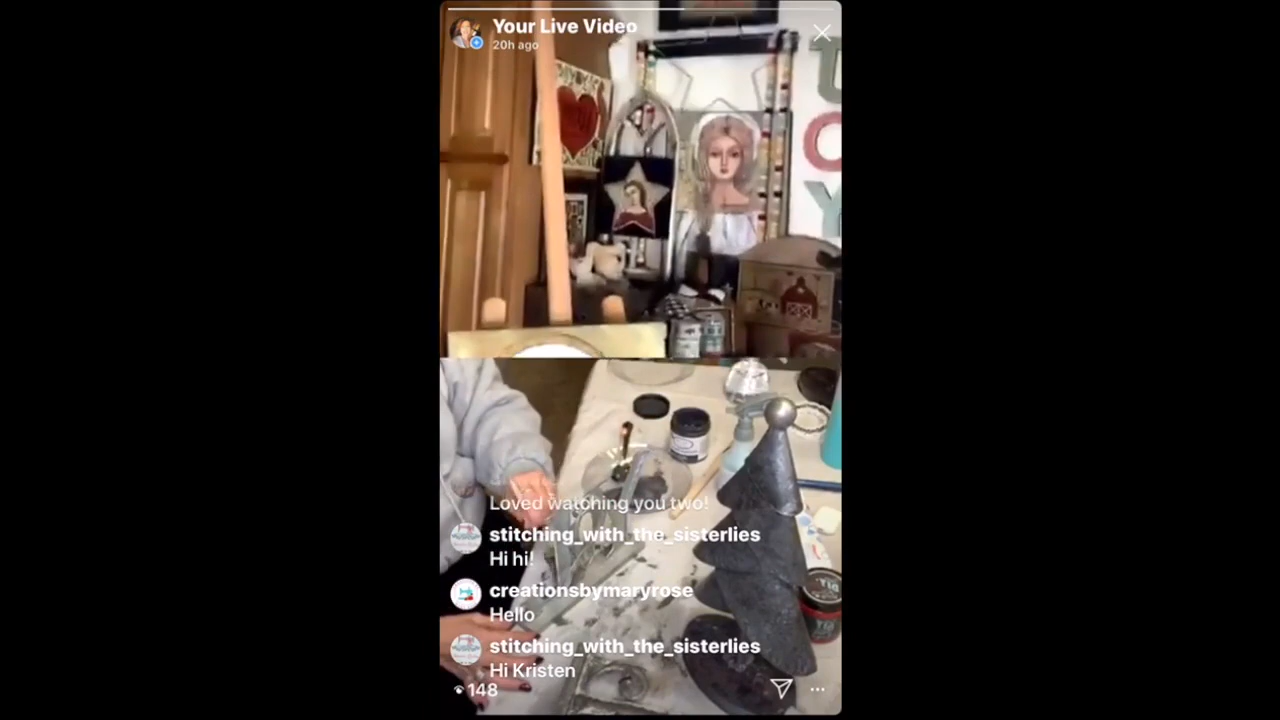 Your Live Video
20h ago
Loved watching you two!
stitching_with_the_sisterlies
Hi hi!
creationsbymaryrose
Hello
stitching_with_the_sisterlies
Hi Kristen
148